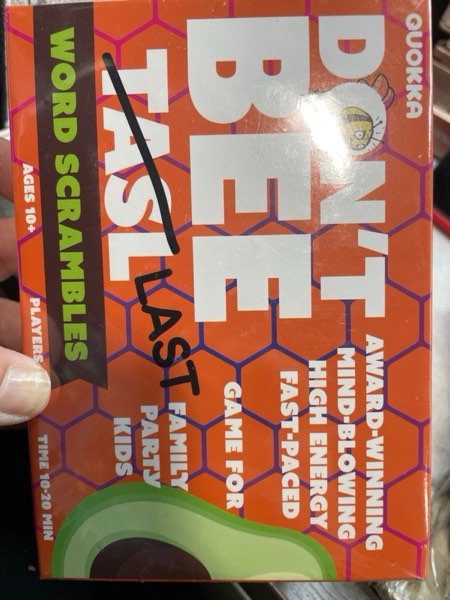 QUOKKA
DON'T
BEE
TASL
LAST
WORD SCRAMBLES
AWARD-WINNING
MIND-BLOWING
HIGH ENERGY
FAST-PACED
GAME FOR
FAMILY
PARTY
KIDS
AGES 10+
PLAYERS
TIME 10-20 MIN